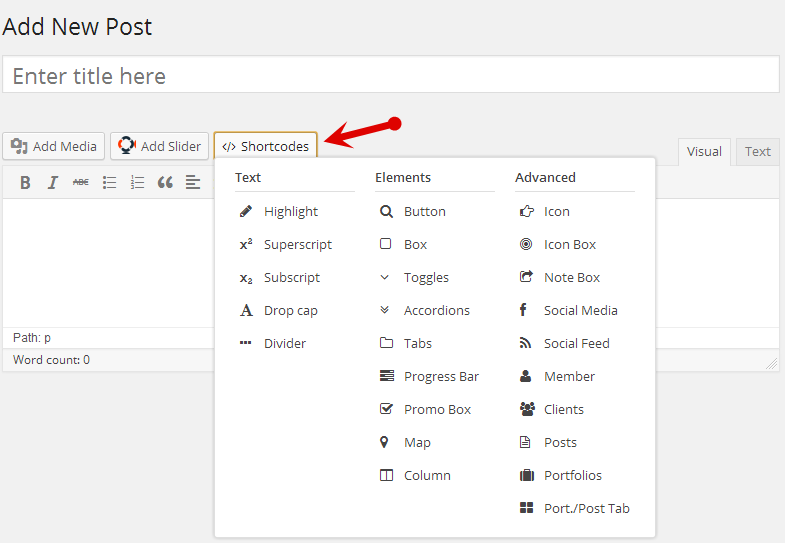 Add New Post
Enter title here
Add Media
Add Slider
</> Shortcodes
Visual
Text
B I ABC
Text
Highlight
x² Superscript
x₂ Subscript
A Drop cap
Divider
Elements
Button
Box
Toggles
Accordions
Tabs
Progress Bar
Promo Box
Map
Column
Advanced
Icon
Icon Box
Note Box
Social Media
Social Feed
Member
Clients
Posts
Portfolios
Port./Post Tab
Path: p
Word count: 0